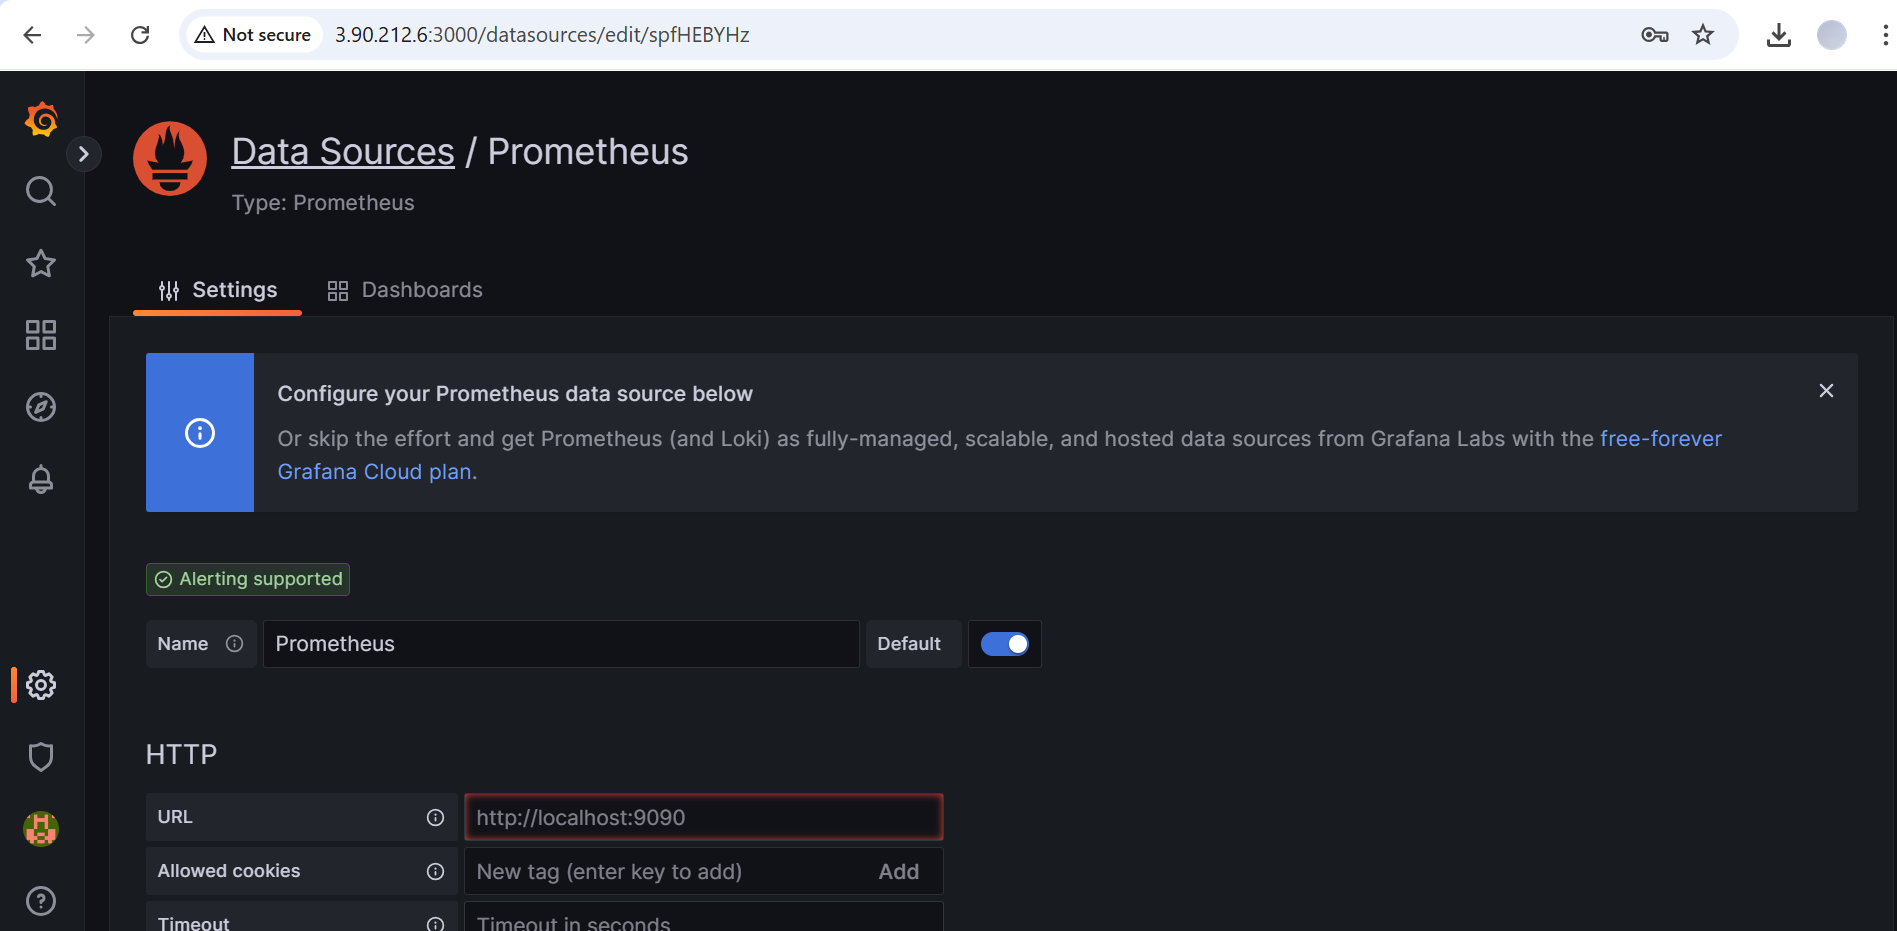 Not secure 3.90.212.6:3000/datasources/edit/spfHEBYHz
Data Sources / Prometheus
Type: Prometheus
Settings Dashboards
Configure your Prometheus data source below
Or skip the effort and get Prometheus (and Loki) as fully-managed, scalable, and hosted data sources from Grafana Labs with the free-forever
Grafana Cloud plan.
Alerting supported
Name Prometheus Default
HTTP
URL http://localhost:9090
Allowed cookies New tag (enter key to add) Add
Timeout Timeout in seconds